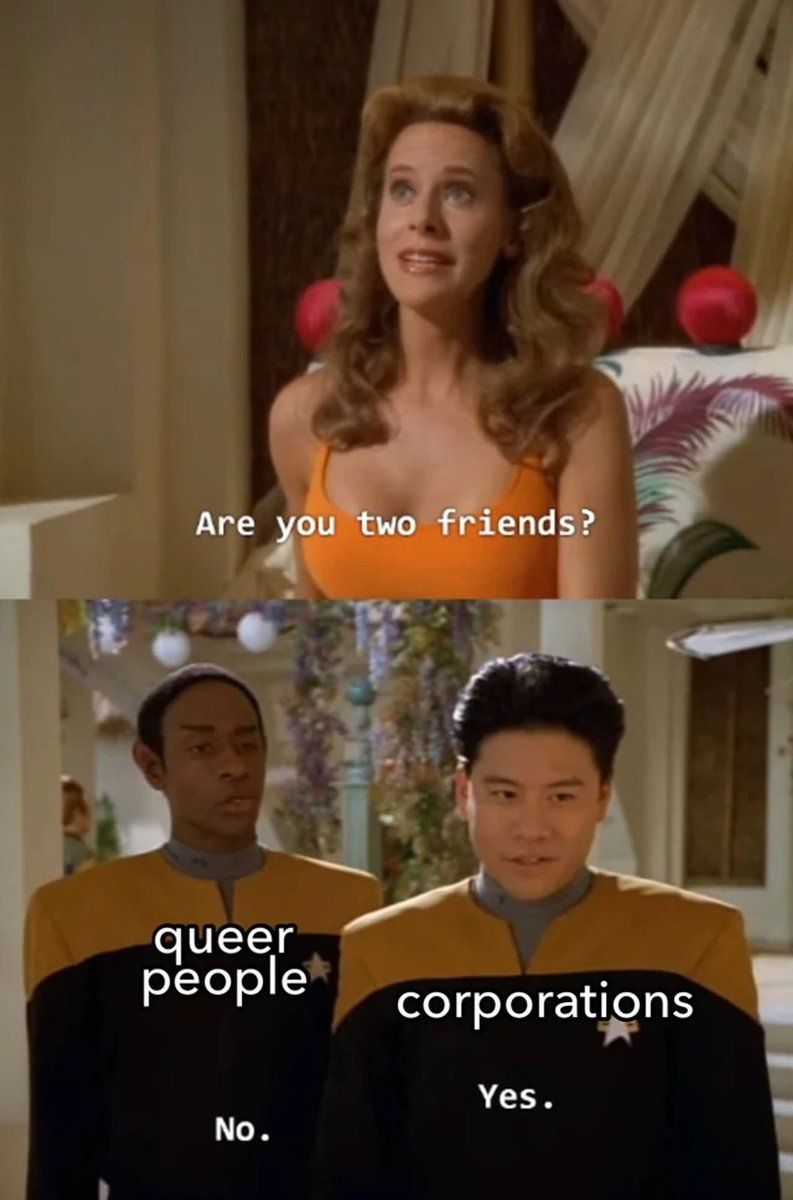 Are you two friends?
queer
people
corporations
Yes.
No.